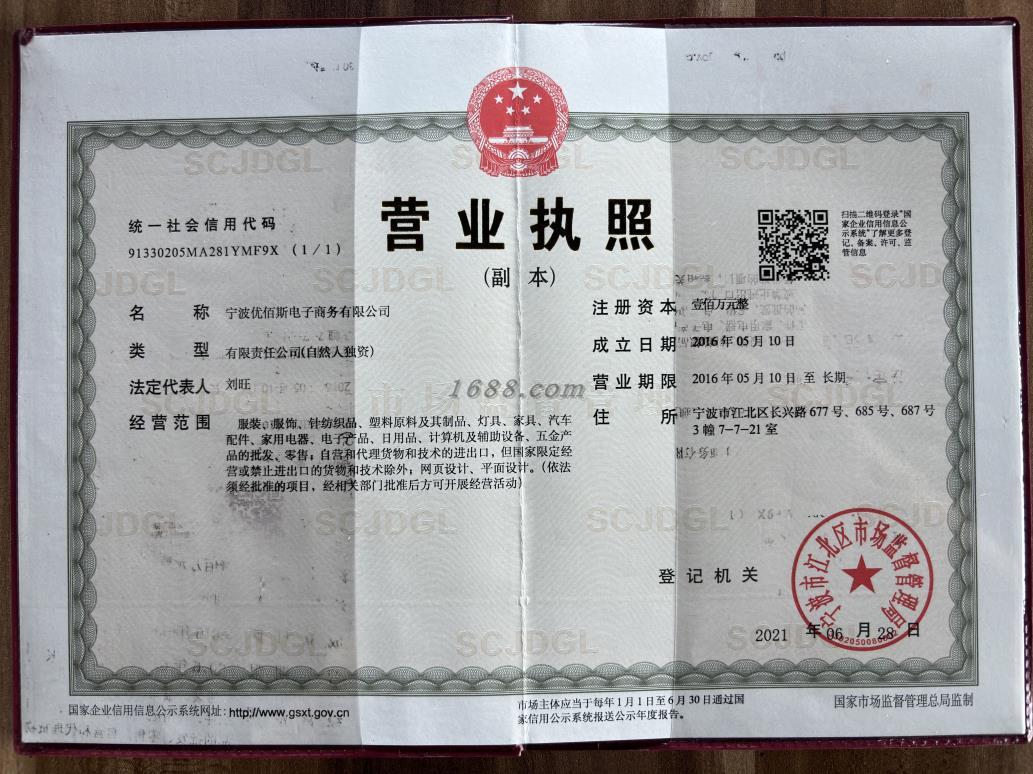 营业执照
(副 本)
统一社会信用代码
91330205MA281YMF9X (1/1)
扫描二维码登录“国
家企业信用信息公
示系统”了解更多登
记、备案、许可、监
管信息
名 称 宁波优佰斯电子商务有限公司
类 型 有限责任公司(自然人独资)
法定代表人 刘旺
经营范围 服装、服饰、针纺织品、塑料原料及其制品、灯具、家具、汽车
配件、家用电器、电子产品、日用品、计算机及辅助设备、五金产
品的批发、零售；自营和代理货物和技术的进出口，但国家限定经
营或禁止进出口的货物和技术除外；网页设计、平面设计。（依法
须经批准的项目，经相关部门批准后方可开展经营活动）
注册资本 壹佰万元整
成立日期 2016年05月10日
营业期限 2016年05月10日 至 长期
住 所 宁波市江北区长兴路677号、685号、687号
3幢7-7-21室
1688.com
登记机关
宁波市江北区市场监督管理局
2021 年 06 月 28 日
国家企业信用信息公示系统网址: http://www.gsxt.gov.cn
市场主体应当于每年1月1日至6月30日通过国
家信用公示系统报送公示年度报告。
国家市场监督管理总局监制
SCJDGL